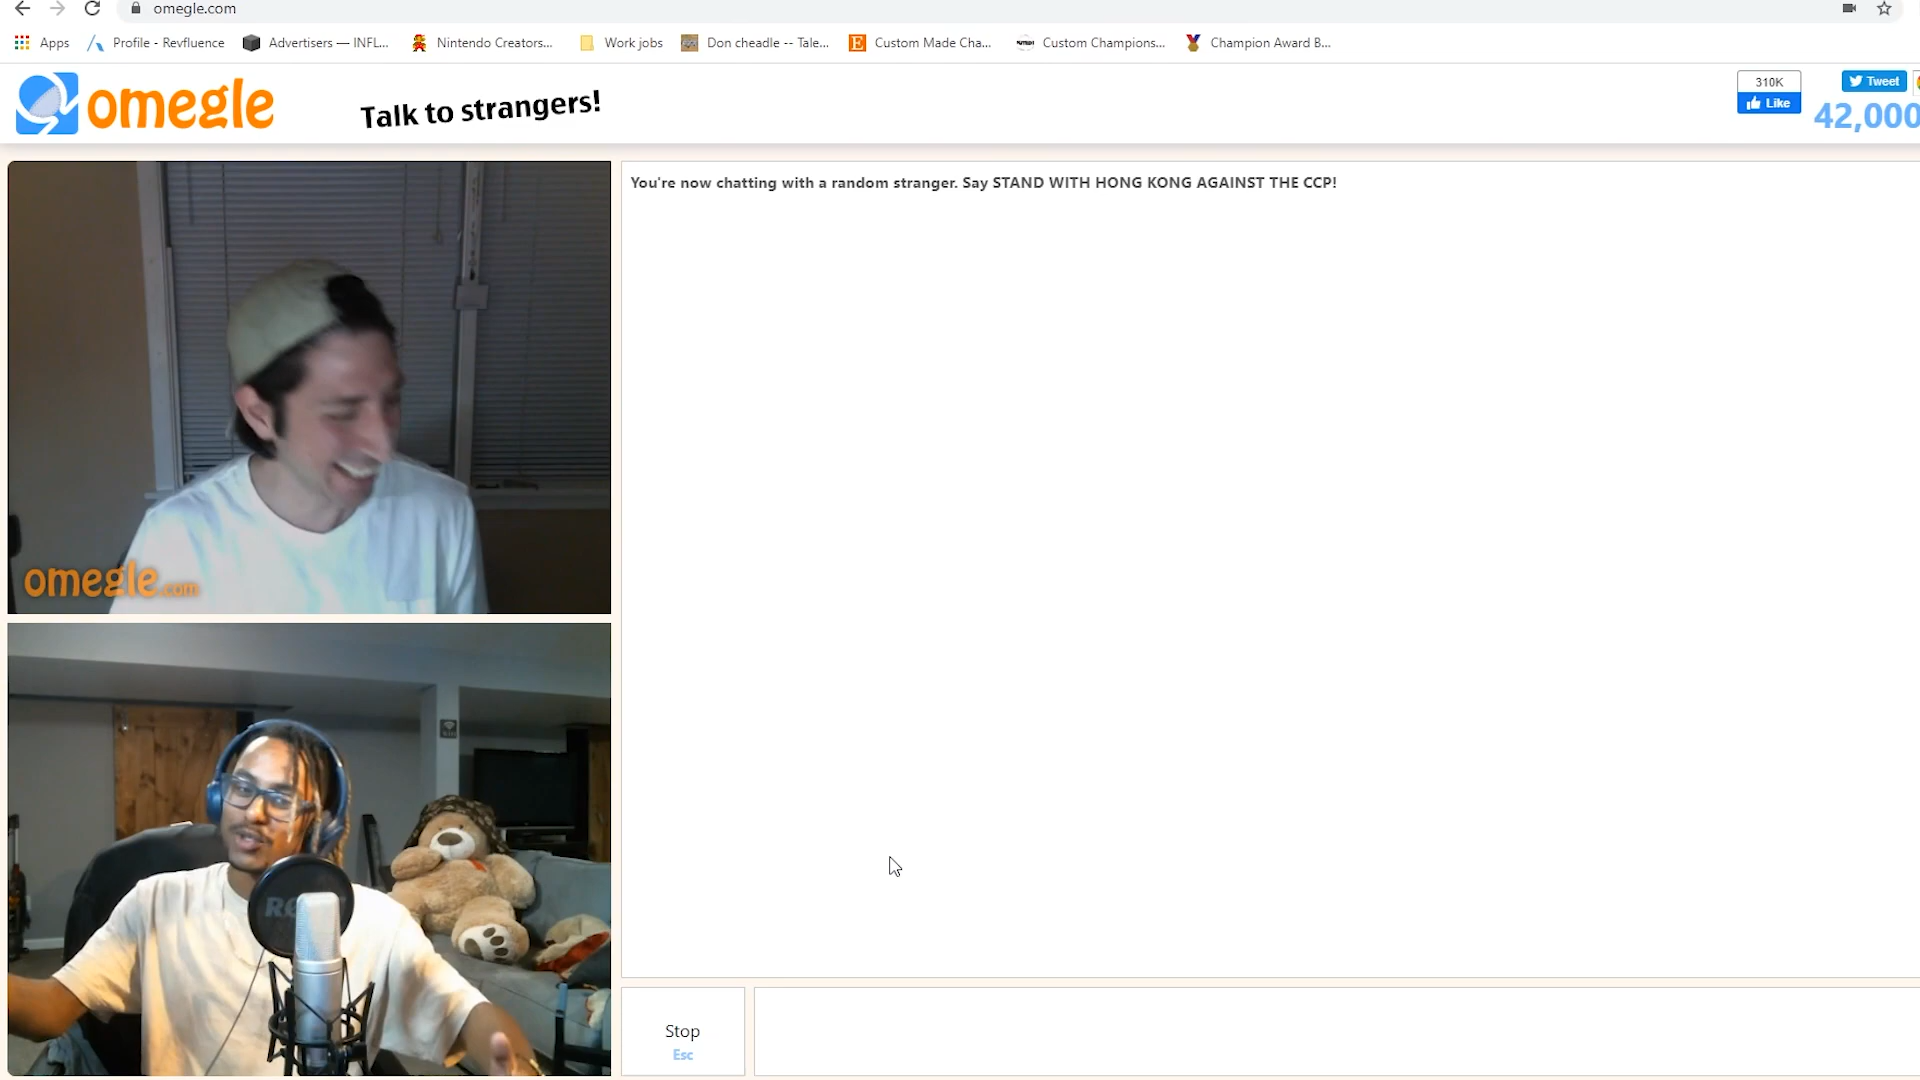 omegle.com
Apps
Profile - Revfluence
Advertisers — INFL...
Nintendo Creators...
Work jobs
Don cheadle -- Tale...
E
Custom Made Cha...
Custom Champions...
Champion Award B...
omegle
Talk to strangers!
310K
Like
Tweet
42,000
You're now chatting with a random stranger. Say STAND WITH HONG KONG AGAINST THE CCP!
omegle.com
Stop
Esc